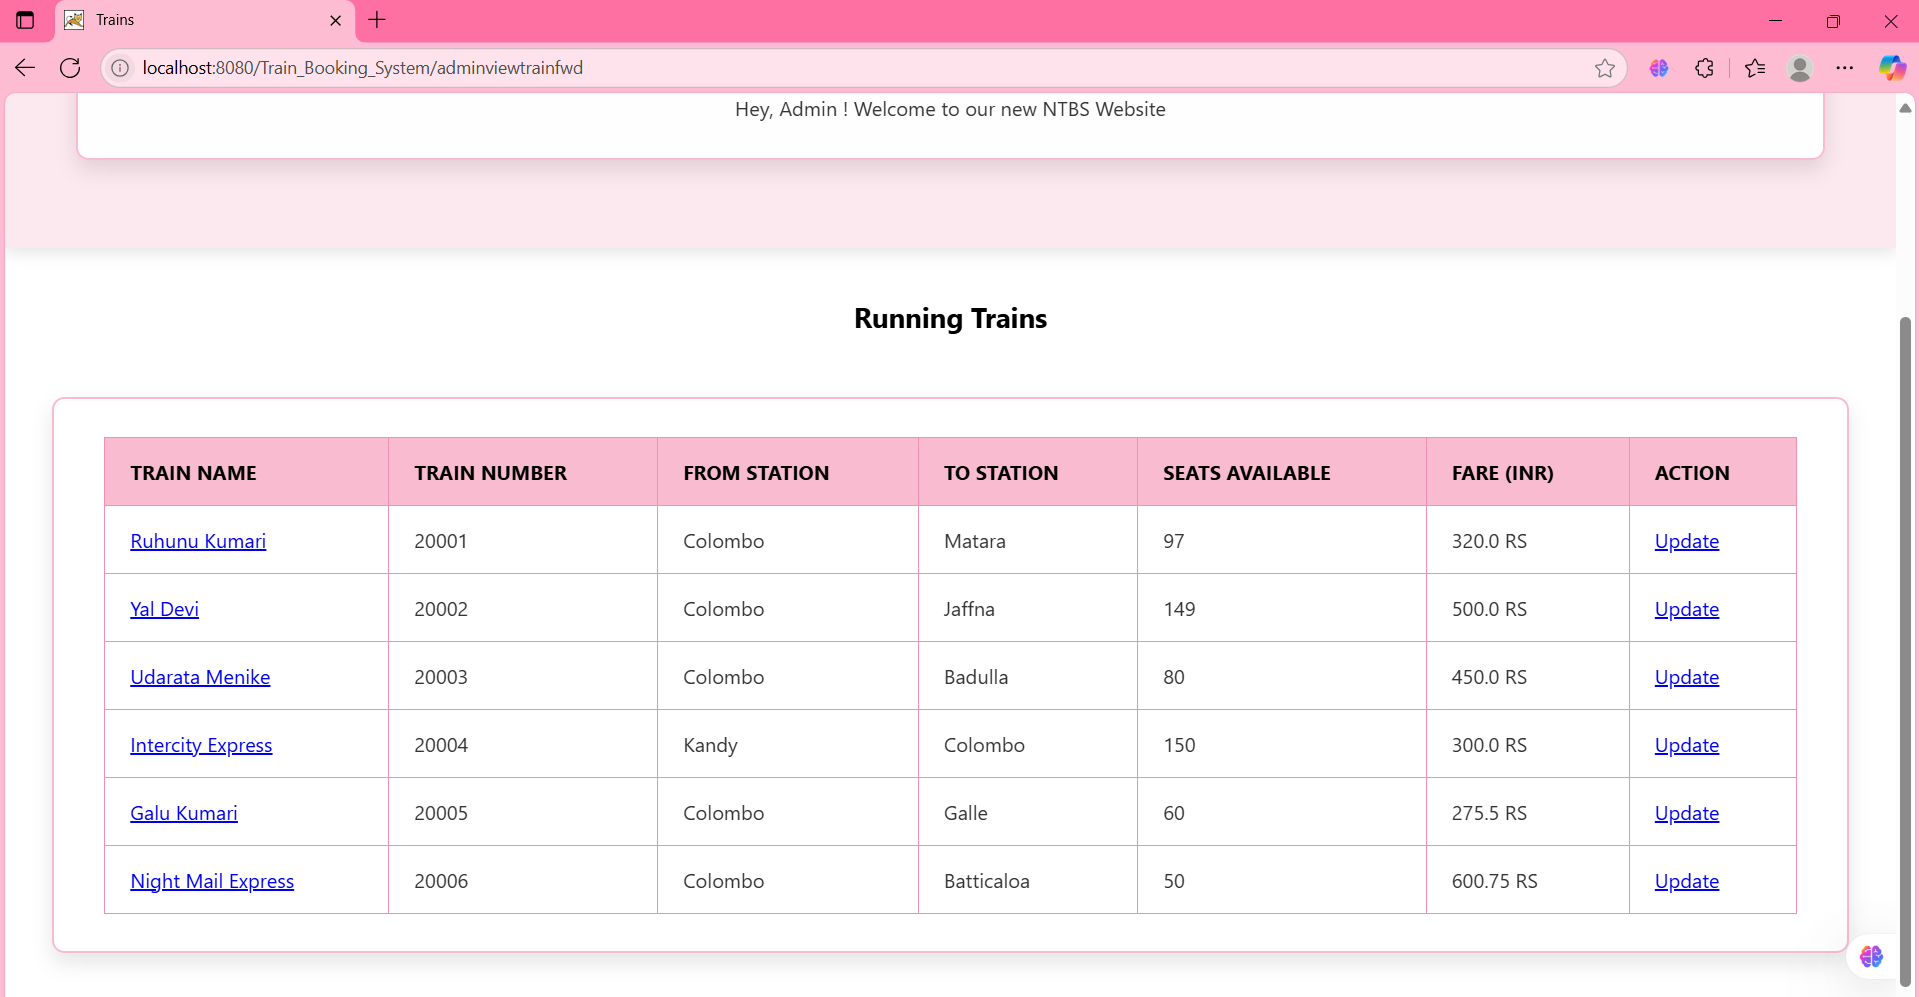 Trains
localhost:8080/Train_Booking_System/adminviewtrainfwd
Hey, Admin ! Welcome to our new NTBS Website
Running Trains
TRAIN NAME TRAIN NUMBER FROM STATION TO STATION SEATS AVAILABLE FARE (INR) ACTION
Ruhunu Kumari 20001 Colombo Matara 97 320.0 RS Update
Yal Devi 20002 Colombo Jaffna 149 500.0 RS Update
Udarata Menike 20003 Colombo Badulla 80 450.0 RS Update
Intercity Express 20004 Kandy Colombo 150 300.0 RS Update
Galu Kumari 20005 Colombo Galle 60 275.5 RS Update
Night Mail Express 20006 Colombo Batticaloa 50 600.75 RS Update